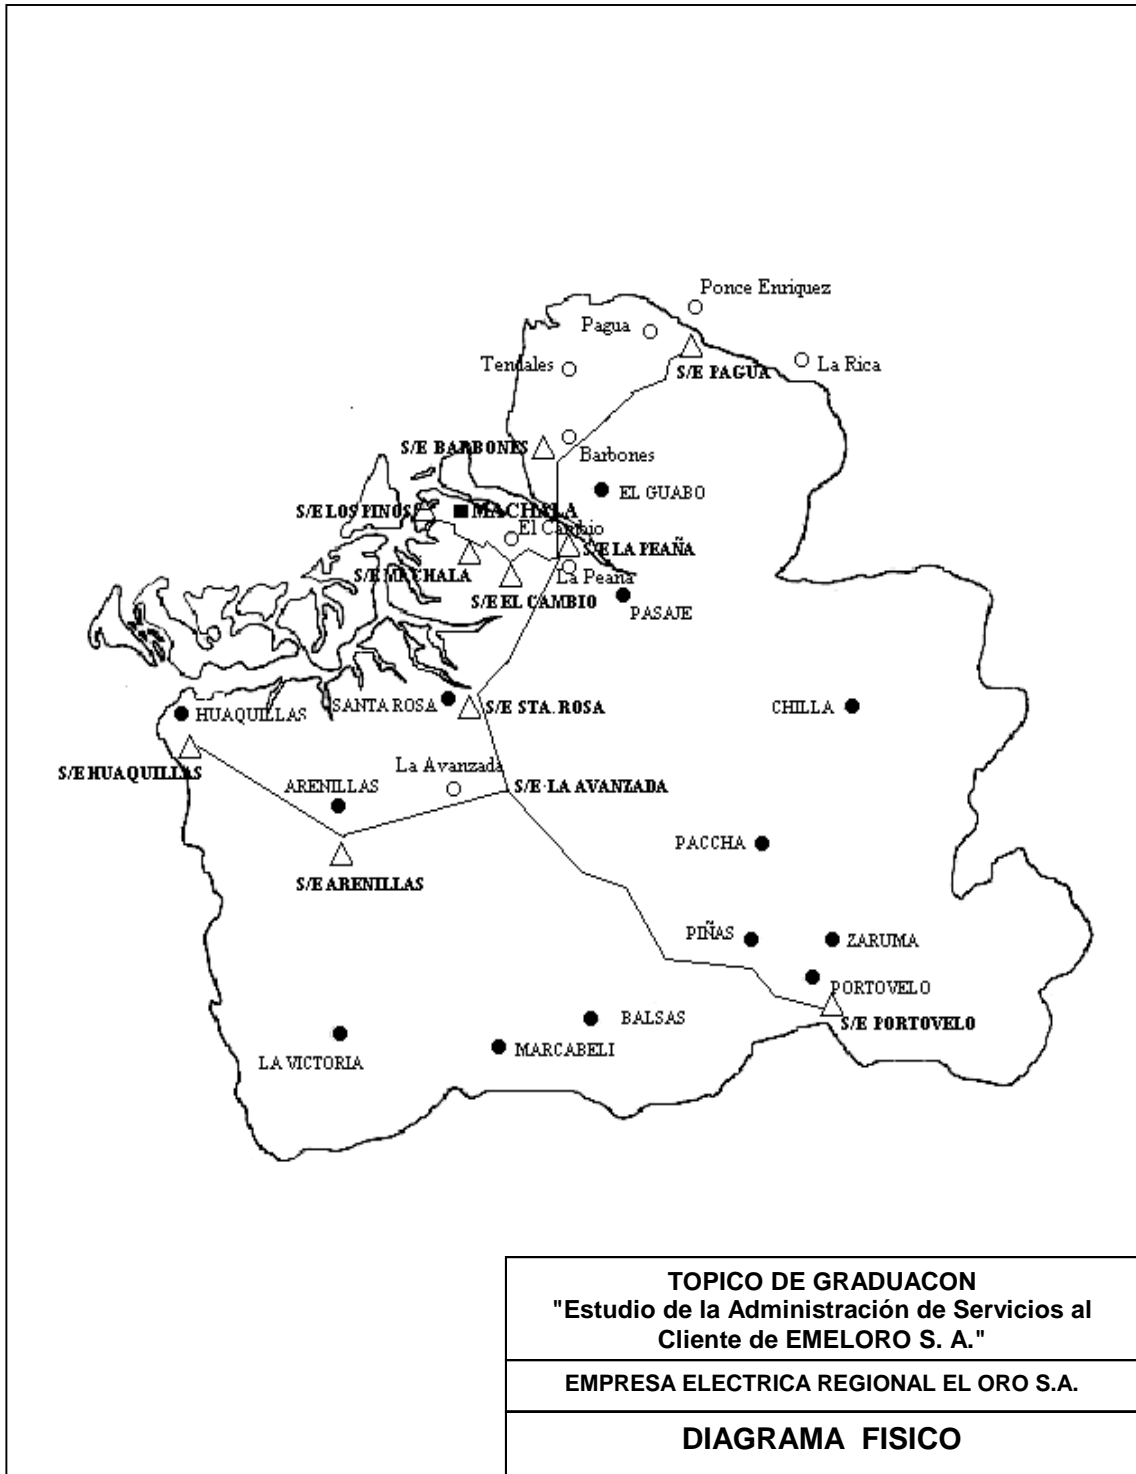 Ponce Enriquez
Pagua
S/E PAGUA
La Rica
Tendales
S/E BARBONES
Barbones
EL GUABO
S/E LOS PINOS
MACHALA
El Cambio
S/E LA PEAÑA
S/E MACHALA
La Peana
S/E EL CAMBIO
PASAJE
SANTA ROSA
S/E STA. ROSA
CHILLA
HUAQUILLAS
S/E HUAQUILLAS
La Avanzada
ARENILLAS
S/E LA AVANZADA
PACCHA
S/E ARENILLAS
PIÑAS
ZARUMA
PORTOVELO
S/E PORTOVELO
BALSAS
MARCABELI
LA VICTORIA
TOPICO DE GRADUACON
"Estudio de la Administración de Servicios al
Cliente de EMELORO S. A."
EMPRESA ELECTRICA REGIONAL EL ORO S.A.
DIAGRAMA FISICO